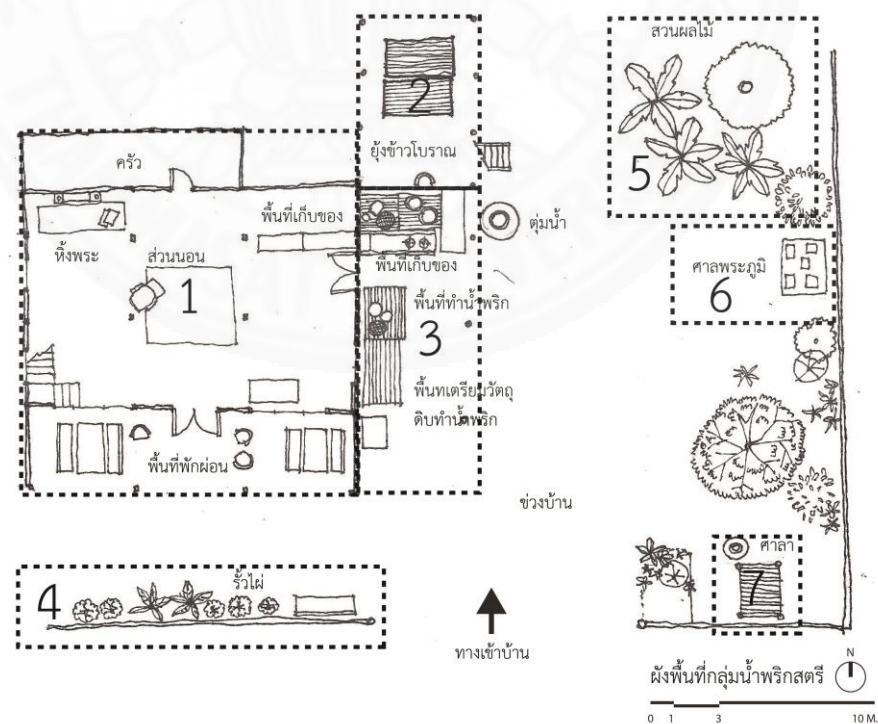 สวนผลไม้
2
5
ยุ้งข้าวโบราณ
ครัว
พื้นที่เก็บของ
ตุ่มน้ำ
หิ้งพระ
ส่วนนอน
พื้นที่เก็บของ
ศาลพระภูมิ
1
6
พื้นที่ทำน้ำพริก
3
พื้นทเตรียมวัตถุ
ดิบทำน้ำพริก
พื้นที่พักผ่อน
ข่วงบ้าน
ศาลา
4
รั้วไผ่
7
ทางเข้าบ้าน
ผังพื้นที่กลุ่มน้ำพริกสตรี
N
0 1 3 10 M.